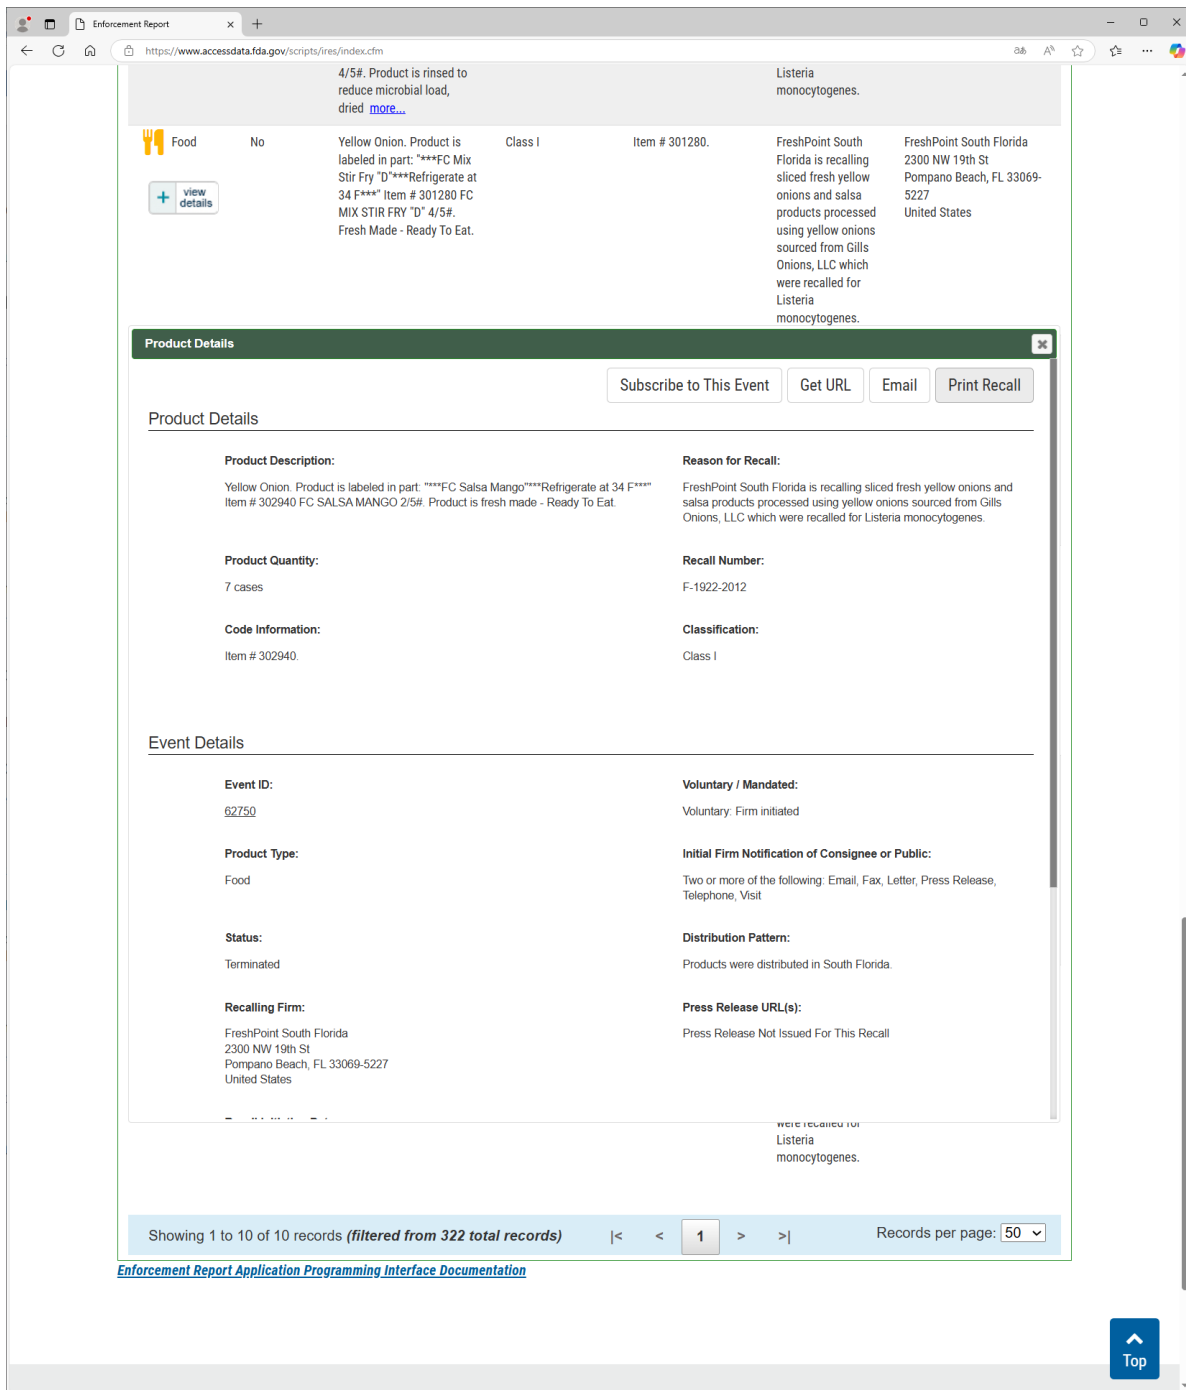 Enforcement Report
https://www.accessdata.fda.gov/scripts/ires/index.cfm
4/5#. Product is rinsed to
reduce microbial load,
dried more...
Listeria
monocytogenes.
Food
No
Yellow Onion. Product is
labeled in part: "***FC Mix
Stir Fry "D"***Refrigerate at
34 F***" Item # 301280 FC
MIX STIR FRY "D" 4/5#.
Fresh Made - Ready To Eat.
Class I
Item # 301280.
FreshPoint South
Florida is recalling
sliced fresh yellow
onions and salsa
products processed
using yellow onions
sourced from Gills
Onions, LLC which
were recalled for
Listeria
monocytogenes.
FreshPoint South Florida
2300 NW 19th St
Pompano Beach, FL 33069-
5227
United States
view
details
Product Details
Subscribe to This Event
Get URL
Email
Print Recall
Product Details
Product Description:
Yellow Onion. Product is labeled in part: "***FC Salsa Mango"***Refrigerate at 34 F***"
Item # 302940 FC SALSA MANGO 2/5#. Product is fresh made - Ready To Eat.
Reason for Recall:
FreshPoint South Florida is recalling sliced fresh yellow onions and
salsa products processed using yellow onions sourced from Gills
Onions, LLC which were recalled for Listeria monocytogenes.
Product Quantity:
7 cases
Recall Number:
F-1922-2012
Code Information:
Item # 302940.
Classification:
Class I
Event Details
Event ID:
62750
Voluntary / Mandated:
Voluntary: Firm initiated
Product Type:
Food
Initial Firm Notification of Consignee or Public:
Two or more of the following: Email, Fax, Letter, Press Release,
Telephone, Visit
Status:
Terminated
Distribution Pattern:
Products were distributed in South Florida.
Recalling Firm:
FreshPoint South Florida
2300 NW 19th St
Pompano Beach, FL 33069-5227
United States
Press Release URL(s):
Press Release Not Issued For This Recall
were recalled for
Listeria
monocytogenes.
Showing 1 to 10 of 10 records (filtered from 322 total records)
|< < 1 > >|
Records per page: 50
Enforcement Report Application Programming Interface Documentation
Top